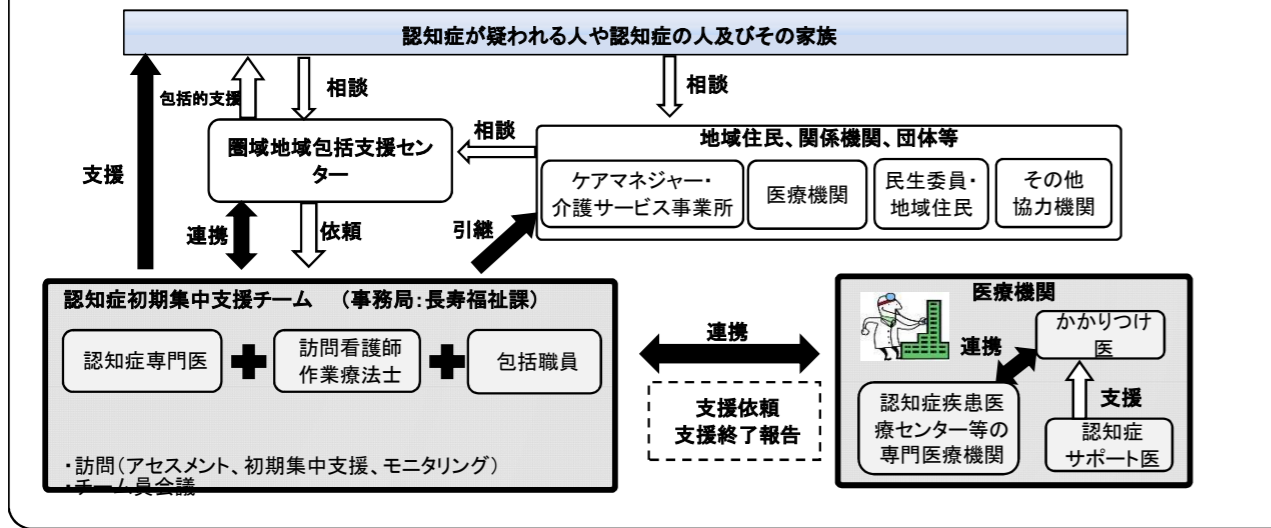 認知症が疑われる人や認知症の人及びその家族
包括的支援
相談
相談
支援
圏域地域包括支援セン
ター
相談
地域住民、関係機関、団体等
ケアマネジャー・
介護サービス事業所
医療機関
民生委員・
地域住民
その他
協力機関
連携
依頼
引継
認知症初期集中支援チーム （事務局：長寿福祉課）
認知症専門医
訪問看護師
作業療法士
包括職員
・訪問（アセスメント、初期集中支援、モニタリング）
・チーム員会議
連携
支援依頼
支援終了報告
医療機関
かかりつけ
医
連携
認知症疾患医
療センター等の
専門医療機関
支援
認知症
サポート医